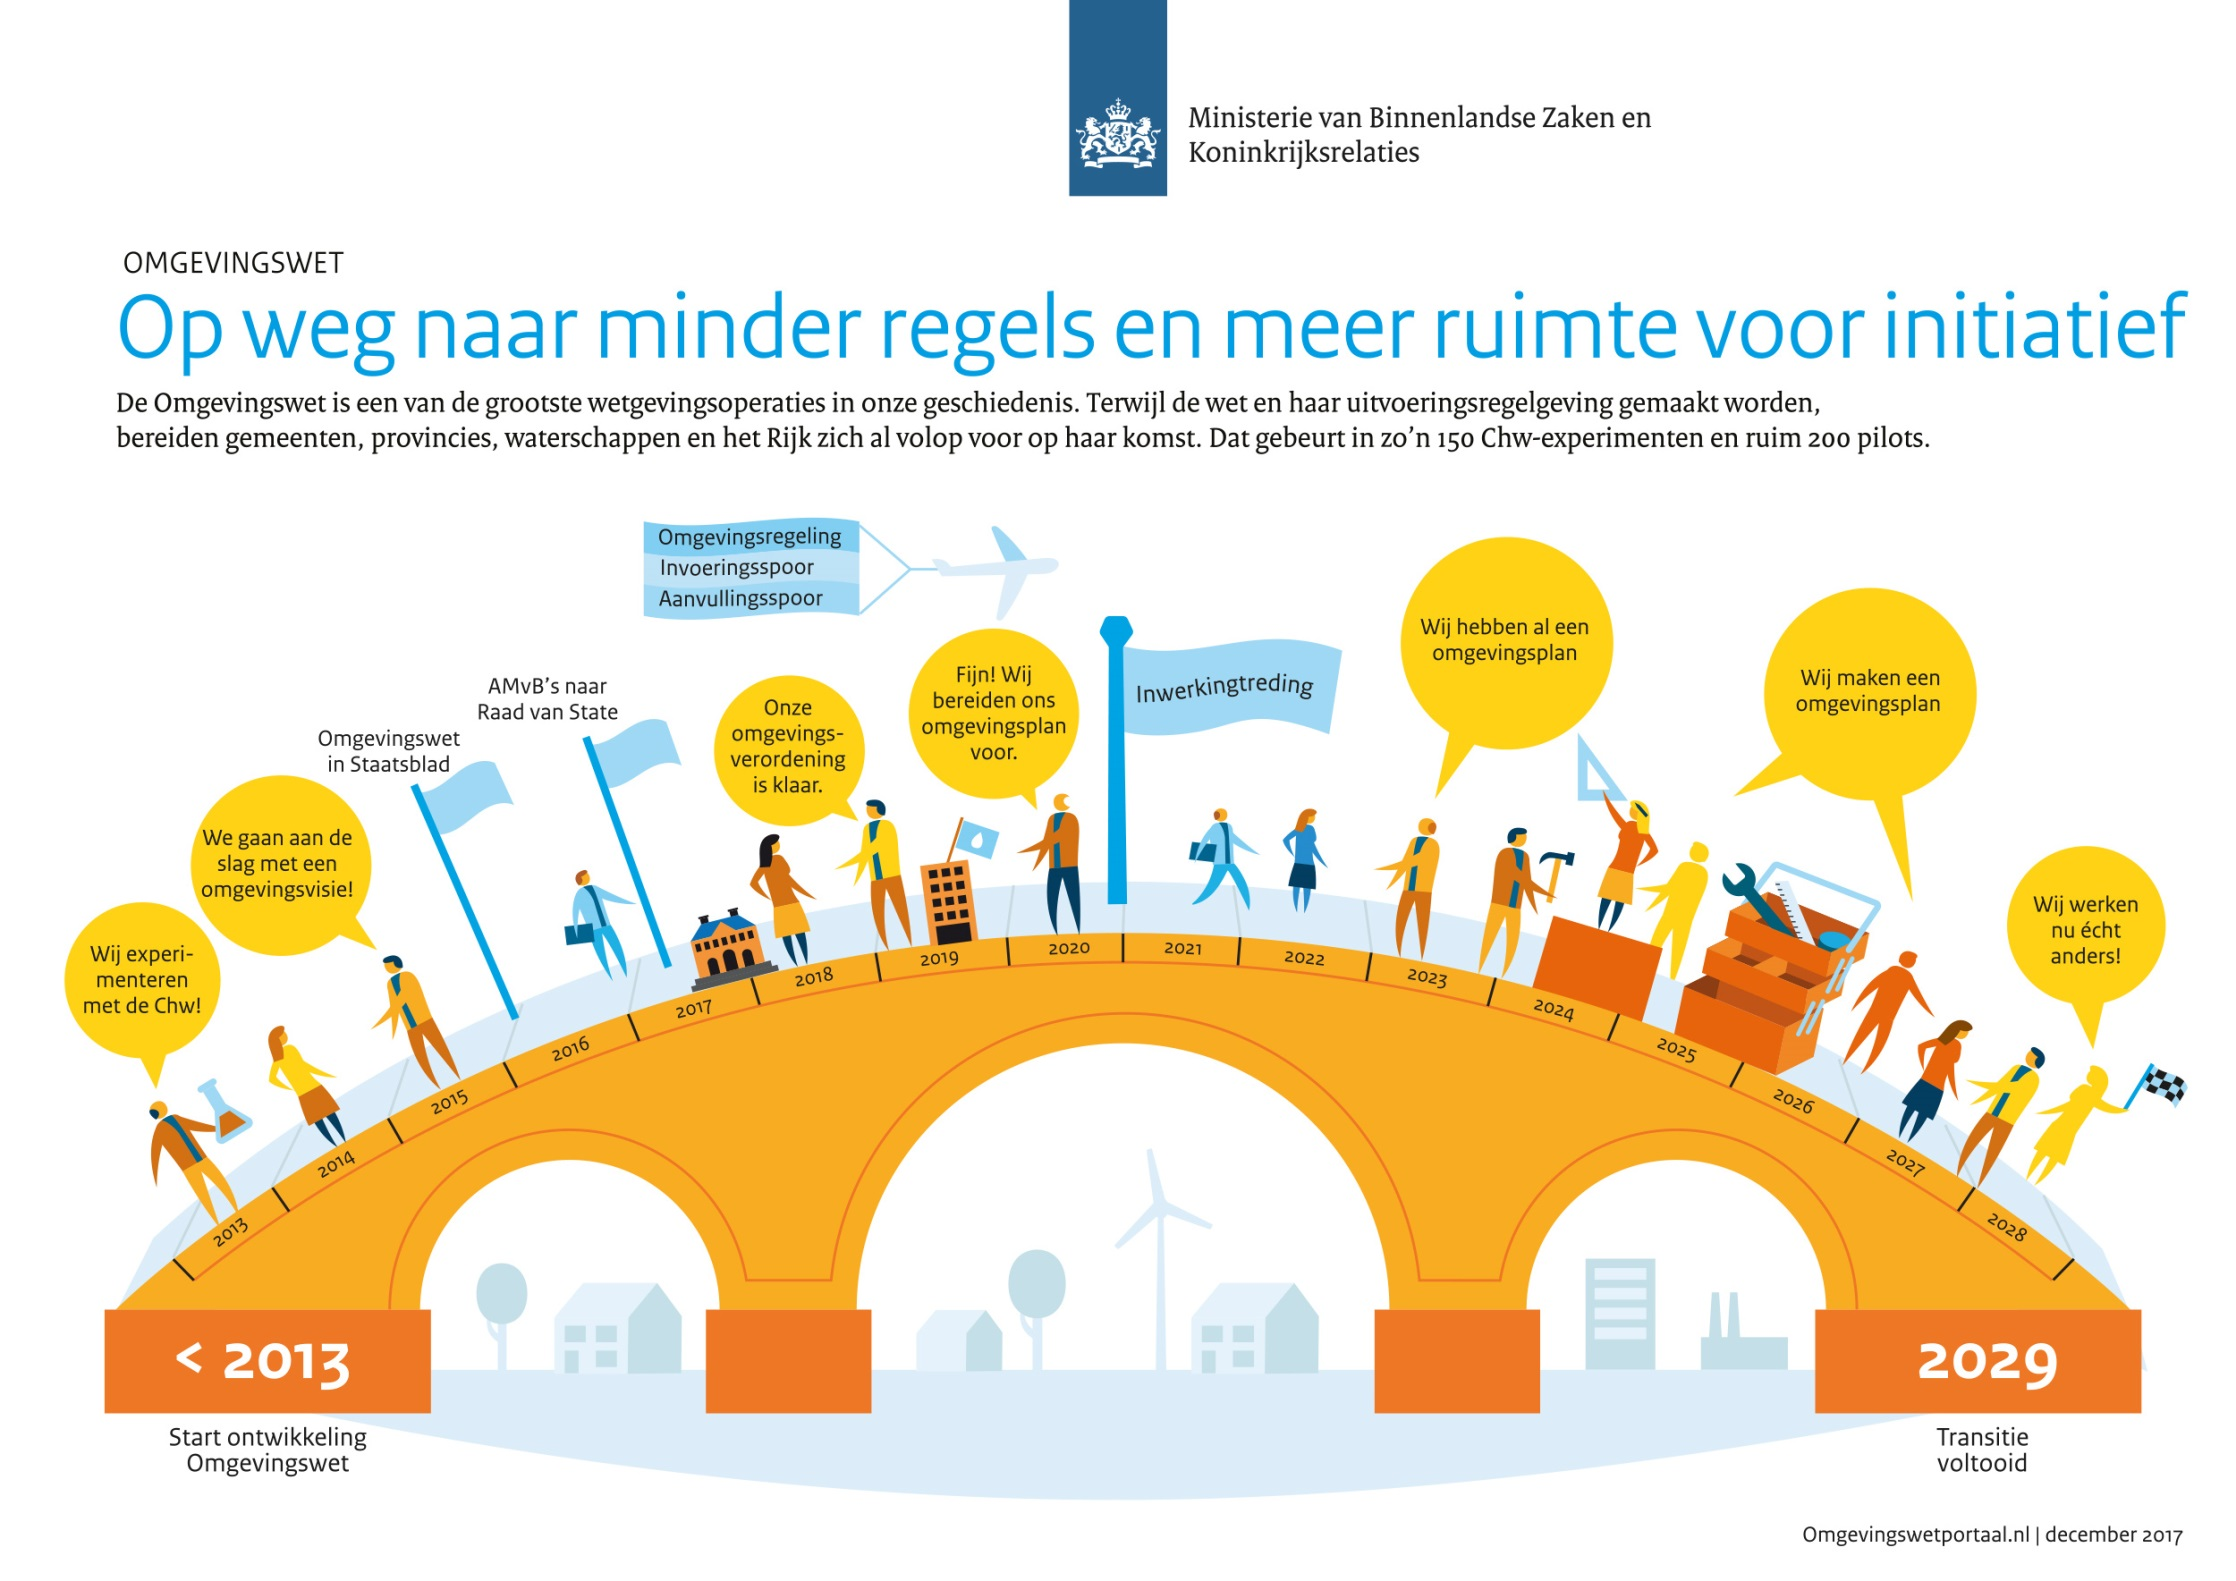 Ministerie van Binnenlandse Zaken en
Koninkrijksrelaties
OMGEVINGSWET
Op weg naar minder regels en meer ruimte voor initiatief
De Omgevingswet is een van de grootste wetgevingsoperaties in onze geschiedenis. Terwijl de wet en haar uitvoeringsregelgeving gemaakt worden,
bereiden gemeenten, provincies, waterschappen en het Rijk zich al volop voor op haar komst. Dat gebeurt in zo'n 150 Chw-experimenten en ruim 200 pilots.
Omgevingsregeling
Invoeringsspoor
Aanvullingsspoor
Wij experi-
menteren
met de Chw!
We gaan aan de
slag met een
omgevingsvisie!
Omgevingswet
in Staatsblad
AMvB's naar
Raad van State
Onze
omgevings-
verordening
is klaar.
Fijn! Wij
bereiden ons
omgevingsplan
voor.
Inwerkingtreding
Wij hebben al een
omgevingsplan
Wij maken een
omgevingsplan
Wij werken
nu écht
anders!
2013
2014
2015
2016
2017
2018
2019
2020
2021
2022
2023
2024
2025
2026
2027
2028
< 2013
Start ontwikkeling
Omgevingswet
2029
Transitie
voltooid
Omgevingswetportaal.nl | december 2017